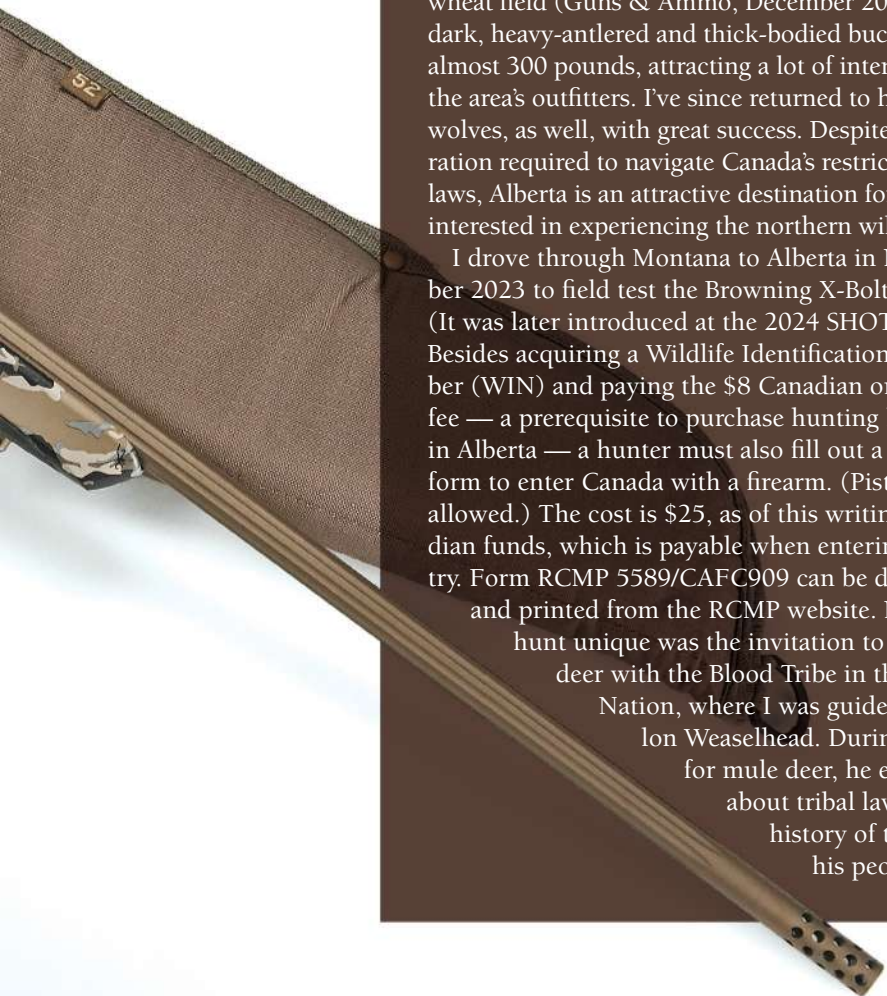 52
wheat field (Guns & Ammo, December 20
dark, heavy-antlered and thick-bodied buc
almost 300 pounds, attracting a lot of inter
the area's outfitters. I've since returned to h
wolves, as well, with great success. Despite
ration required to navigate Canada's restric
laws, Alberta is an attractive destination fo
interested in experiencing the northern wil
I drove through Montana to Alberta in
ber 2023 to field test the Browning X-Bolt
(It was later introduced at the 2024 SHOT
Besides acquiring a Wildlife Identification
ber (WIN) and paying the $8 Canadian or
fee — a prerequisite to purchase hunting
in Alberta — a hunter must also fill out a
form to enter Canada with a firearm. (Pist
allowed.) The cost is $25, as of this writin
dian funds, which is payable when enterin
try. Form RCMP 5589/CAFC909 can be d
and printed from the RCMP website.
hunt unique was the invitation to
deer with the Blood Tribe in th
Nation, where I was guide
lon Weaselhead. Durin
for mule deer, he e
about tribal law
history of t
his peo